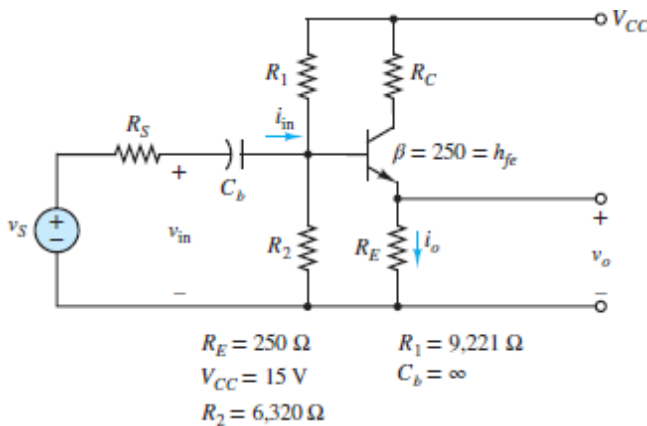 V_CC
R_1
R_C
i_in
R_S
+
C_b
β = 250 = h_fe
v_S
+
−
v_in
R_2
R_E
i_o
+
v_o
−
−
R_E = 250 Ω
R_1 = 9,221 Ω
V_CC = 15 V
C_b = ∞
R_2 = 6,320 Ω